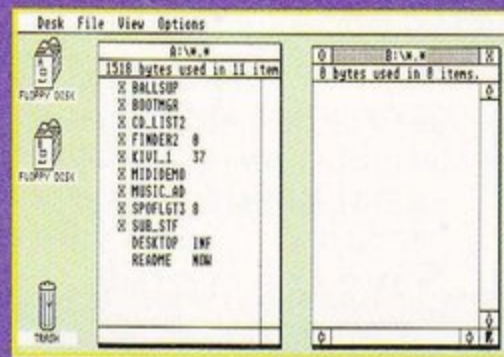 Desk File View Options
A:\*.*
1518 bytes used in 11 item
BALLSUP
BOOTMGR
CD_LIST2
FINDER2 0
KIVI_1 37
MIDIDEMO
MUSIC_AD
SPOFLGT3 0
SUB_STF
DESKTOP INF
README NOW
B:\*.*
0 bytes used in 0 items.
FLOPPY DISK
FLOPPY DISK
TRASH